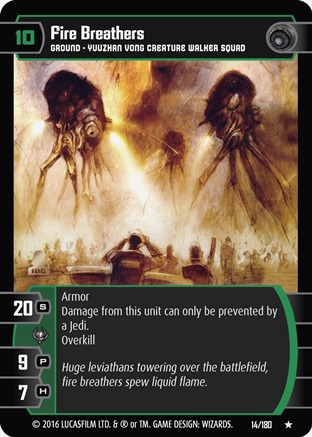 10
Fire Breathers
GROUND - YUUZHAN VONG CREATURE WALKER SQUAD
IDC
20 S
Armor
Damage from this unit can only be prevented by
a Jedi.
Overkill
9 P
Huge leviathans towering over the battlefield,
fire breathers spew liquid flame.
7 H
© 2016 LUCASFILM LTD. & ® or TM. GAME DESIGN: WIZARDS.
14/180